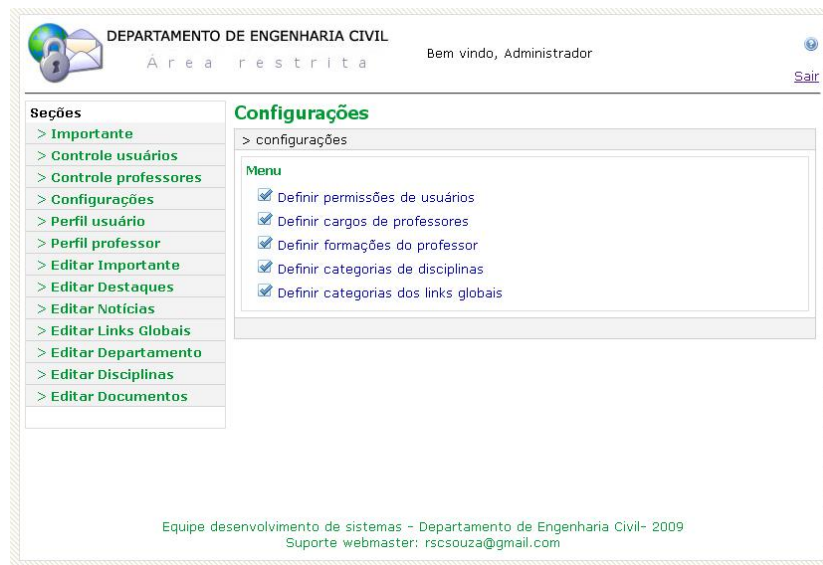 DEPARTAMENTO DE ENGENHARIA CIVIL
Área restrita
Bem vindo, Administrador
Sair
Seções
> Importante
> Controle usuários
> Controle professores
> Configurações
> Perfil usuário
> Perfil professor
> Editar Importante
> Editar Destaques
> Editar Notícias
> Editar Links Globais
> Editar Departamento
> Editar Disciplinas
> Editar Documentos
Configurações
> configurações
Menu
Definir permissões de usuários
Definir cargos de professores
Definir formações do professor
Definir categorias de disciplinas
Definir categorias dos links globais
Equipe desenvolvimento de sistemas - Departamento de Engenharia Civil- 2009
Suporte webmaster: rscsouza@gmail.com